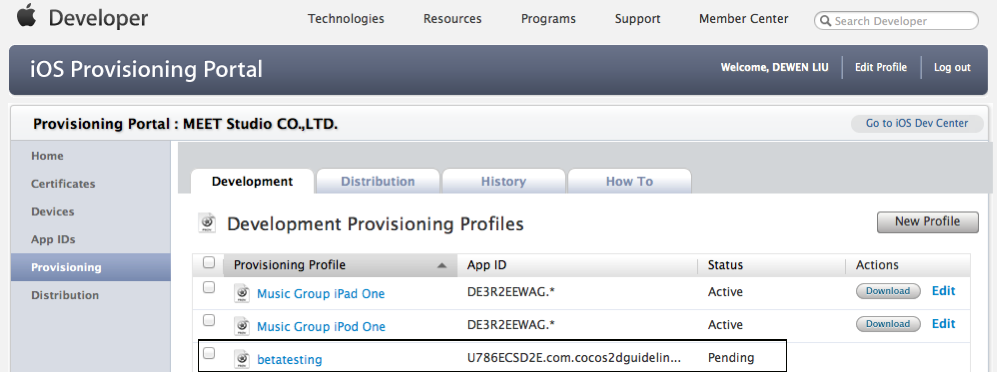 Developer
Technologies Resources Programs Support Member Center Search Developer
iOS Provisioning Portal
Welcome, DEWEN LIU Edit Profile Log out
Provisioning Portal : MEET Studio CO.,LTD.
Go to iOS Dev Center
Home
Certificates
Devices
App IDs
Provisioning
Distribution
Development Distribution History How To
Development Provisioning Profiles
New Profile
Provisioning Profile App ID Status Actions
Music Group iPad One DE3R2EEWAG.* Active Download Edit
Music Group iPod One DE3R2EEWAG.* Active Download Edit
betatesting U786ECSD2E.com.cocos2dguidelin... Pending